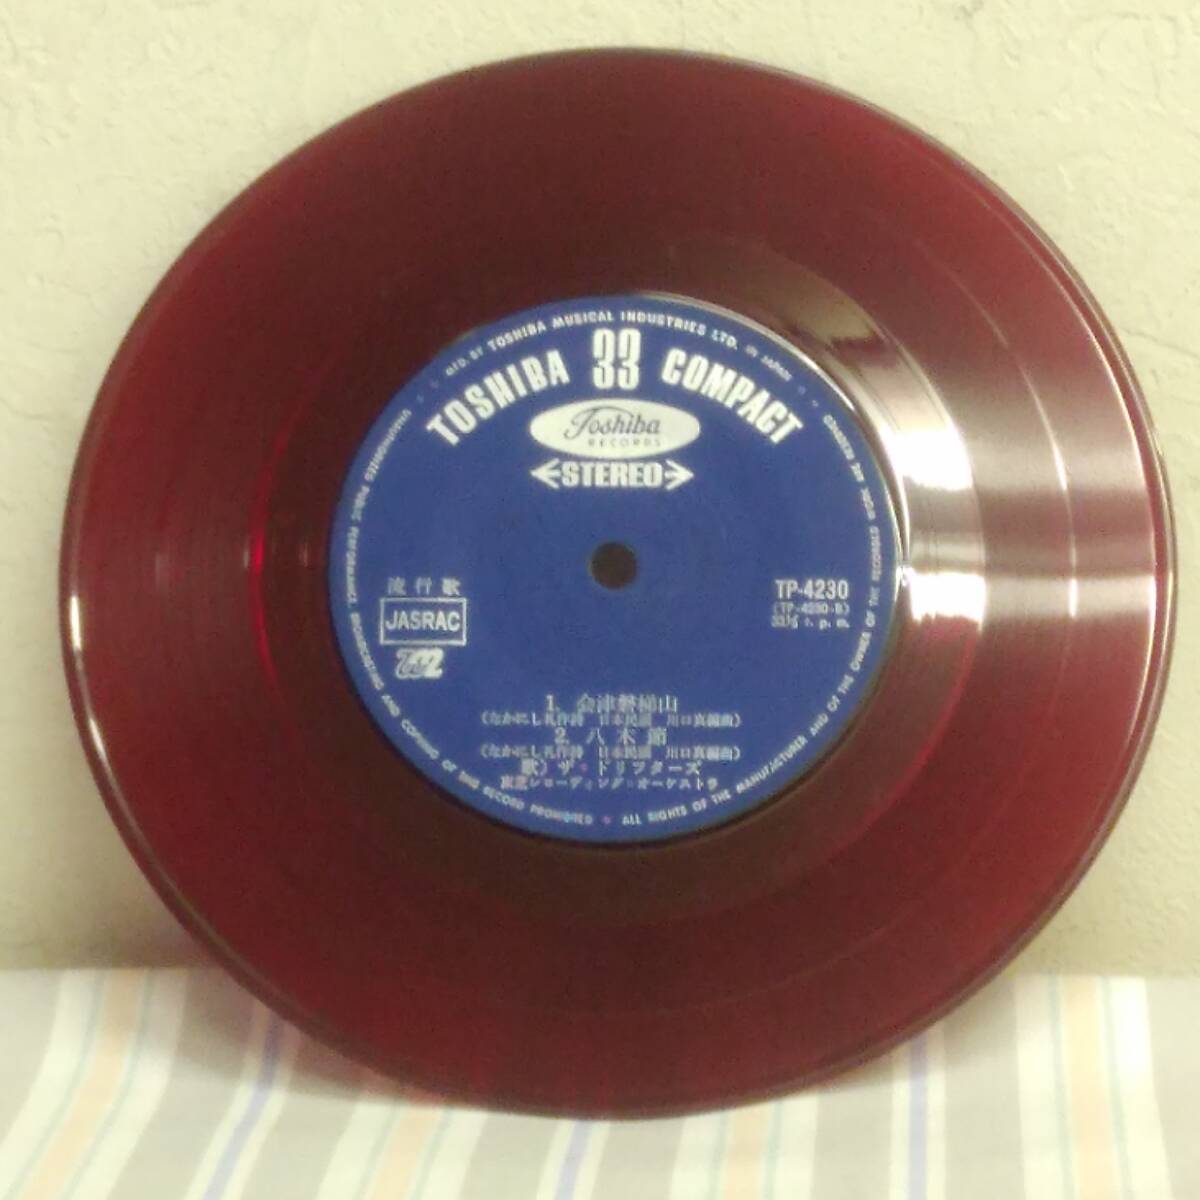 MFD. BY TOSHIBA MUSICAL INDUSTRIES LTD. IN JAPAN
TOSHIBA 33 COMPACT
Toshiba
RECORDS
STEREO
流行歌
JASRAC
TP-4230
(TP-4230-B)
33⅓ r. p. m.
1. 会津磐梯山
(なかにし礼作詩 日本民謡 川口真編曲)
2. 八木節
(なかにし礼作詩 日本民謡 川口真編曲)
歌) ザ・ドリフターズ
東芝レコーディング・オーケストラ
ALL RIGHTS OF THE MANUFACTURER AND OF THE OWNER OF THE RECORDED WORK ARE RESERVED
UNAUTHORIZED PUBLIC PERFORMANCE BROADCASTING AND COPYING OF THIS RECORD PROHIBITED